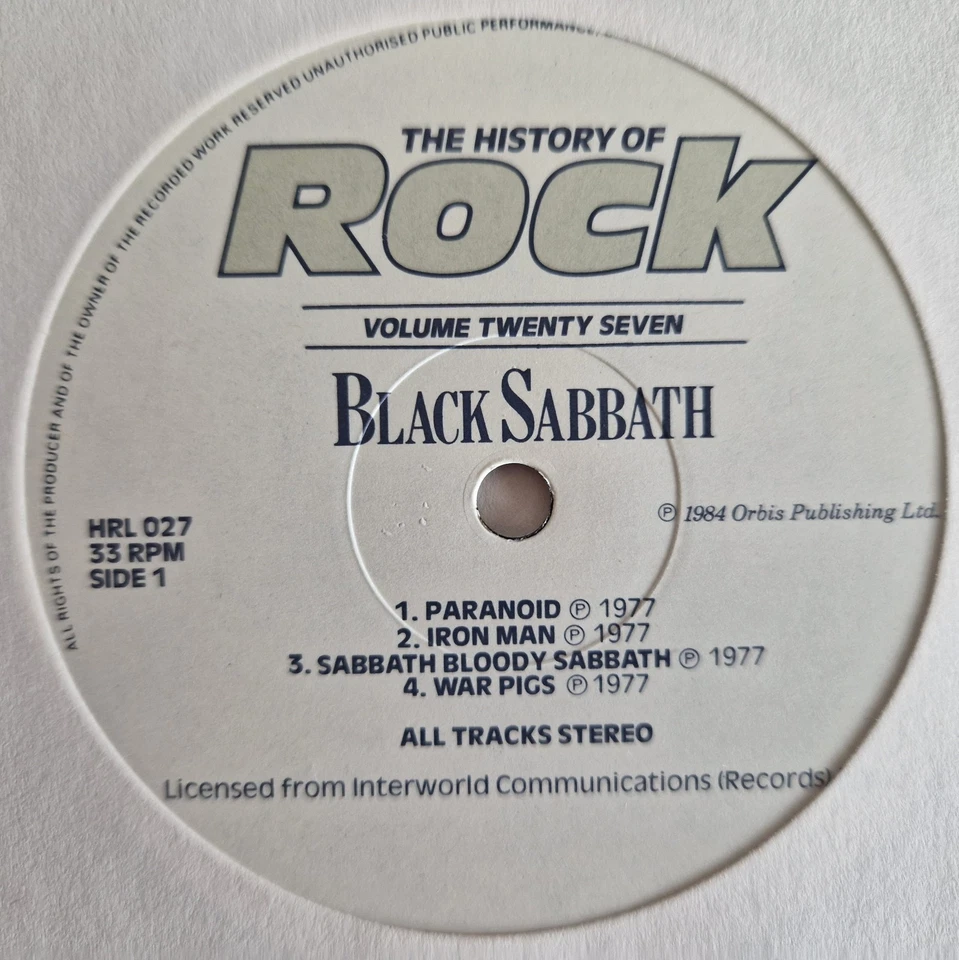 ALL RIGHTS OF THE PRODUCER AND OF THE OWNER OF THE RECORDED WORK RESERVED UNAUTHORISED PUBLIC PERFORMANCE,
THE HISTORY OF
ROCK
VOLUME TWENTY SEVEN
BLACK SABBATH
℗ 1984 Orbis Publishing Ltd.
HRL 027
33 RPM
SIDE 1
1. PARANOID ℗ 1977
2. IRON MAN ℗ 1977
3. SABBATH BLOODY SABBATH ℗ 1977
4. WAR PIGS ℗ 1977
ALL TRACKS STEREO
Licensed from Interworld Communications (Records)